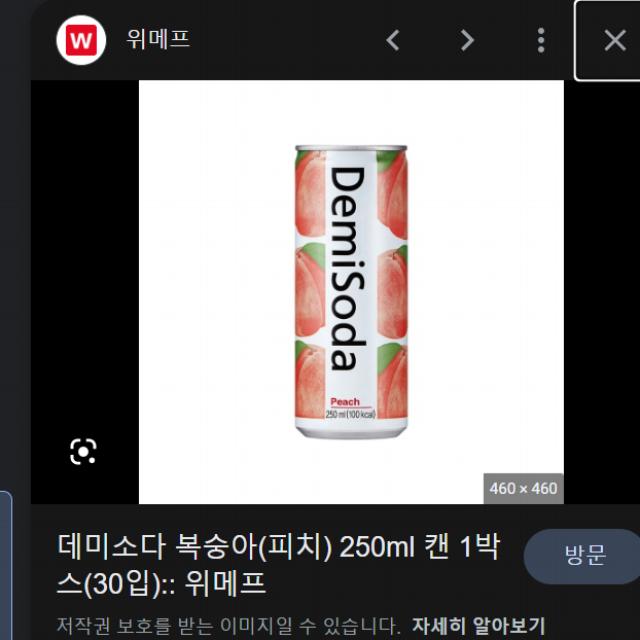 W 위메프
DemiSoda
Peach
250 ml(100 kcal)
460 × 460
데미소다 복숭아(피치) 250ml 캔 1박
스(30입):: 위메프
방문
저작권 보호를 받는 이미지일 수 있습니다. 자세히 알아보기